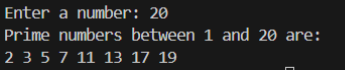 Enter a number: 20
Prime numbers between 1 and 20 are:
2 3 5 7 11 13 17 19